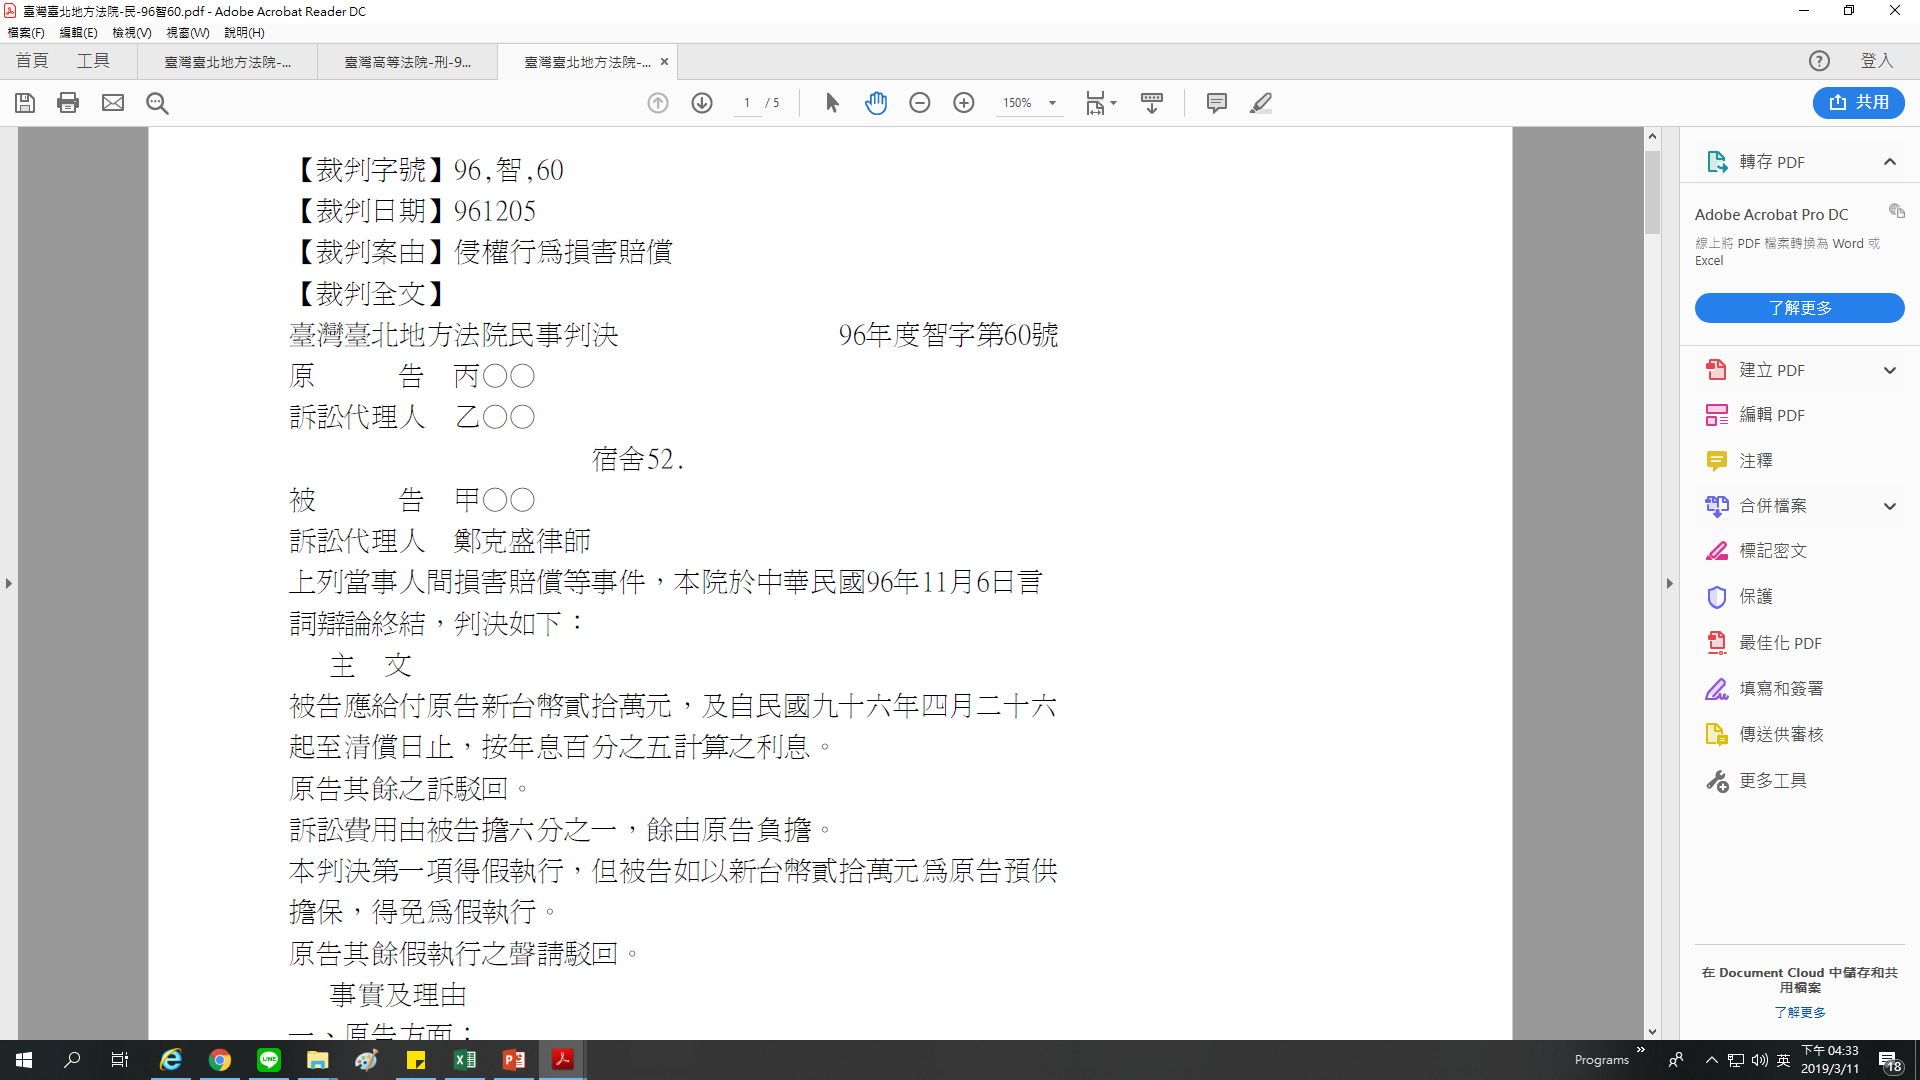 臺灣臺北地方法院-民-96智60.pdf - Adobe Acrobat Reader DC
檔案(F) 編輯(E) 檢視(V) 視窗(W) 說明(H)
首頁 工具 臺灣臺北地方法院-... 臺灣高等法院-刑-9... 臺灣臺北地方法院-... × ? 登入
1 / 5 150% 共用
【裁判字號】96,智,60
【裁判日期】961205
【裁判案由】侵權行為損害賠償
【裁判全文】
臺灣臺北地方法院民事判決 96年度智字第60號
原 告 丙○○
訴訟代理人 乙○○
宿舍52.
被 告 甲○○
訴訟代理人 鄭克盛律師
上列當事人間損害賠償等事件，本院於中華民國96年11月6日言
詞辯論終結，判決如下：
主 文
被告應給付原告新台幣貳拾萬元，及自民國九十六年四月二十六
起至清償日止，按年息百分之五計算之利息。
原告其餘之訴駁回。
訴訟費用由被告擔六分之一，餘由原告負擔。
本判決第一項得假執行，但被告如以新台幣貳拾萬元為原告預供
擔保，得免為假執行。
原告其餘假執行之聲請駁回。
事實及理由
一、原告方面：
轉存 PDF
Adobe Acrobat Pro DC
線上將 PDF 檔案轉換為 Word 或
Excel
了解更多
建立 PDF
編輯 PDF
注釋
合併檔案
標記密文
保護
最佳化 PDF
填寫和簽署
傳送供審核
更多工具
在 Document Cloud 中儲存和共
用檔案
了解更多
Programs » 英 下午 04:33
2019/3/11 18